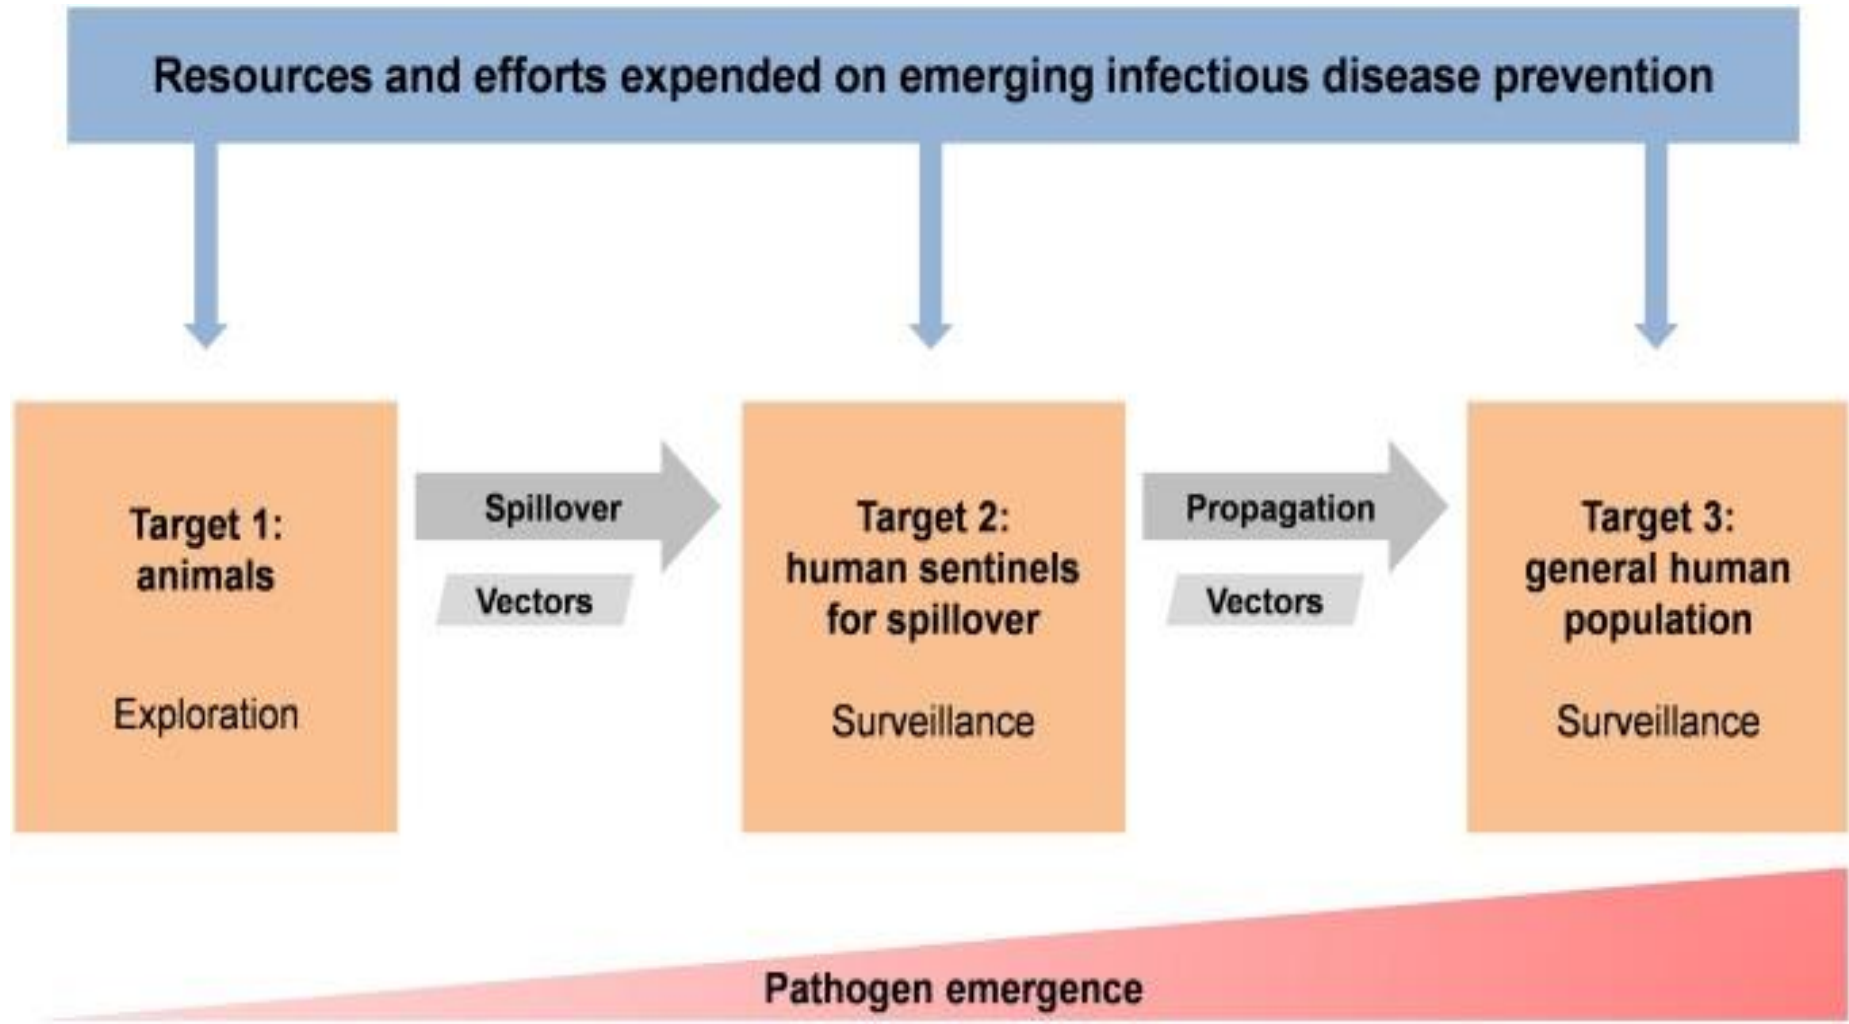 Resources and efforts expended on emerging infectious disease prevention
Target 1:
animals
Exploration
Spillover
Vectors
Target 2:
human sentinels
for spillover
Surveillance
Propagation
Vectors
Target 3:
general human
population
Surveillance
Pathogen emergence